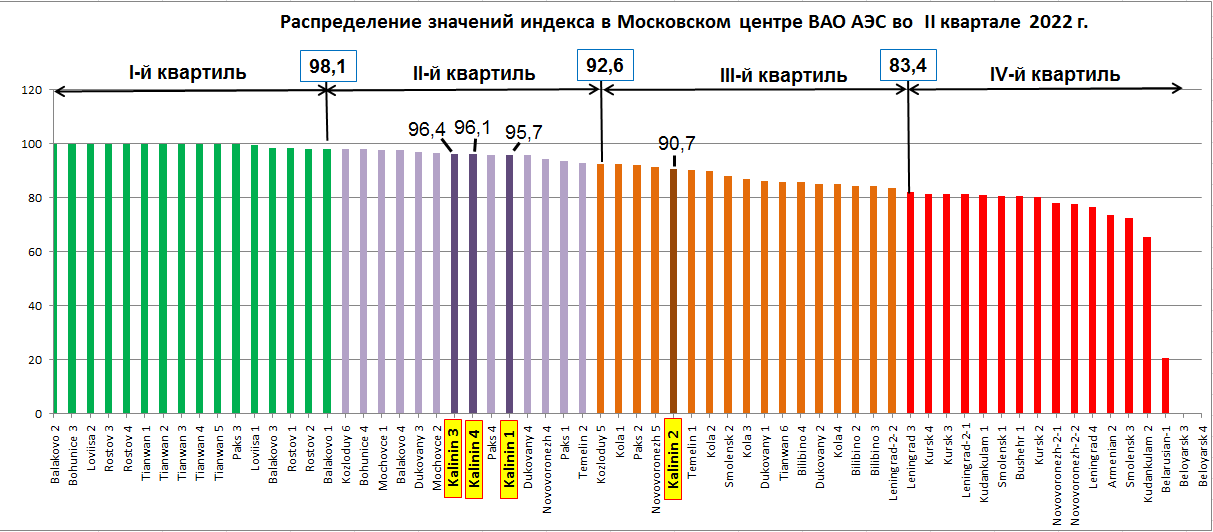 Распределение значений индекса в Московском центре ВАО АЭС во II квартале 2022 г.
I-й квартиль
98,1
II-й квартиль
92,6
III-й квартиль
83,4
IV-й квартиль
120
100
80
60
40
20
0
96,4
96,1
95,7
90,7
Balakovo 2
Bohunice 3
Loviisa 2
Rostov 3
Rostov 4
Tianwan 1
Tianwan 2
Tianwan 3
Tianwan 4
Tianwan 5
Paks 3
Loviisa 1
Balakovo 3
Rostov 1
Rostov 2
Balakovo 1
Kozloduy 6
Bohunice 4
Mochovce 1
Balakovo 4
Dukovany 3
Mochovce 2
Kalinin 3
Kalinin 4
Paks 4
Kalinin 1
Dukovany 4
Novovoronezh 4
Paks 1
Temelin 2
Kozloduy 5
Kola 1
Paks 2
Novovoronezh 5
Kalinin 2
Temelin 1
Kola 2
Smolensk 2
Kola 3
Dukovany 1
Tianwan 6
Bilibino 4
Dukovany 2
Kola 4
Bilibino 2
Bilibino 3
Leningrad-2-2
Leningrad 3
Kursk 4
Kursk 3
Leningrad-2-1
Kudankulam 1
Smolensk 1
Bushehr 1
Kursk 2
Novovoronezh-2-1
Novovoronezh-2-2
Leningrad 4
Armenian 2
Smolensk 3
Kudankulam 2
Belarusian-1
Beloyarsk 3
Beloyarsk 4